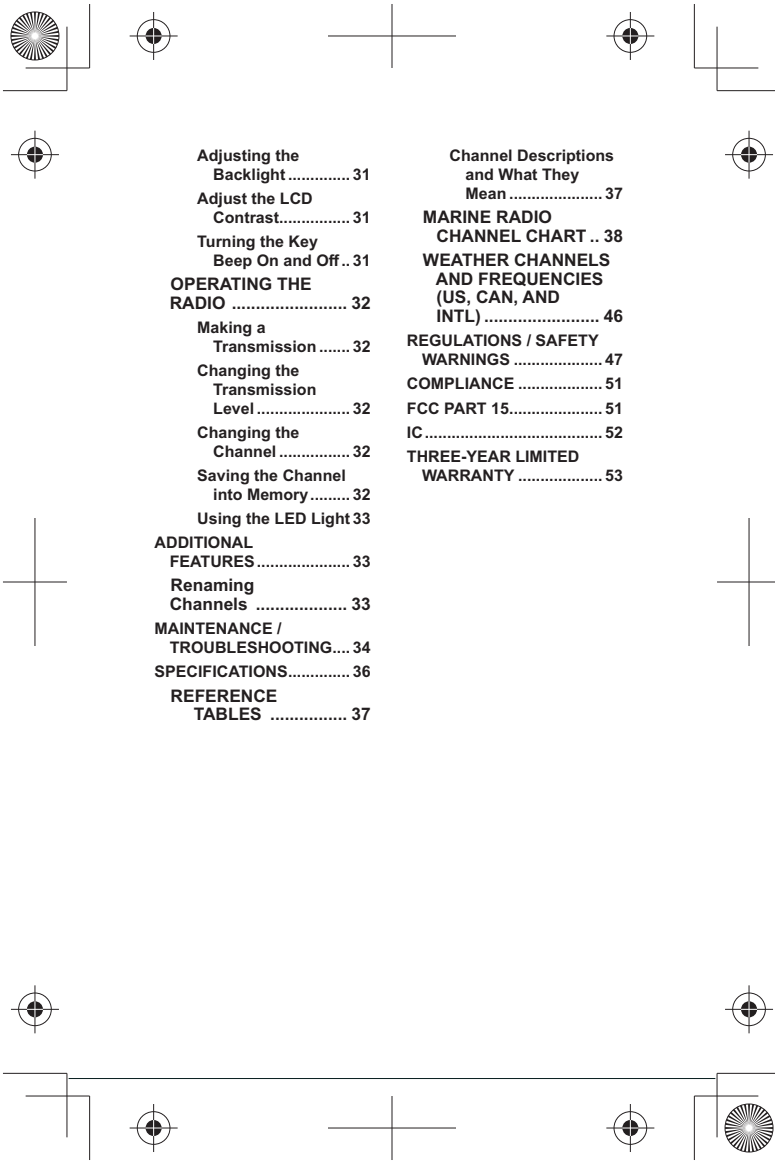 Adjusting the
Backlight .............. 31
Adjust the LCD
Contrast................ 31
Turning the Key
Beep On and Off .. 31
OPERATING THE
RADIO ........................ 32
Making a
Transmission ....... 32
Changing the
Transmission
Level ..................... 32
Changing the
Channel ................ 32
Saving the Channel
into Memory ......... 32
Using the LED Light 33
ADDITIONAL
FEATURES ..................... 33
Renaming
Channels ................... 33
MAINTENANCE /
TROUBLESHOOTING.... 34
SPECIFICATIONS.............. 36
REFERENCE
TABLES ................ 37
Channel Descriptions
and What They
Mean ..................... 37
MARINE RADIO
CHANNEL CHART .. 38
WEATHER CHANNELS
AND FREQUENCIES
(US, CAN, AND
INTL) ........................ 46
REGULATIONS / SAFETY
WARNINGS .................... 47
COMPLIANCE ................... 51
FCC PART 15..................... 51
IC ........................................ 52
THREE-YEAR LIMITED
WARRANTY ................... 53